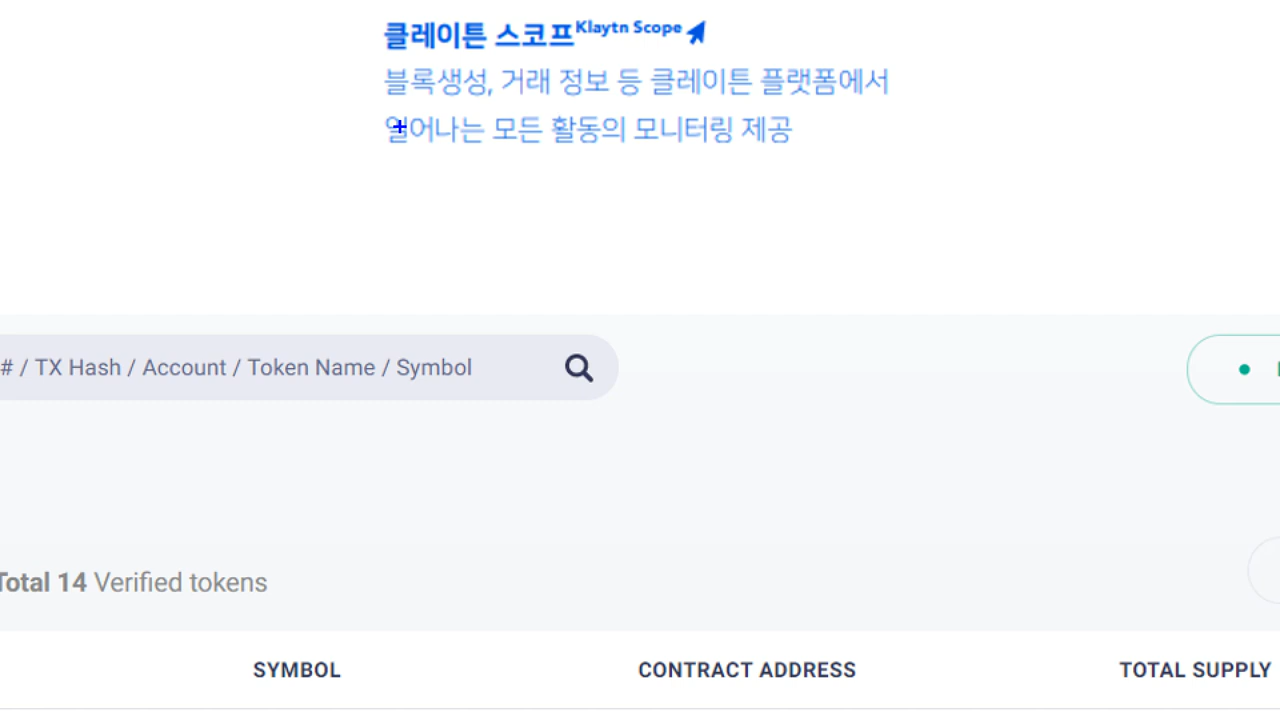 클레이튼 스코프 Klaytn Scope
블록생성, 거래 정보 등 클레이튼 플랫폼에서
일어나는 모든 활동의 모니터링 제공
# / TX Hash / Account / Token Name / Symbol
Total 14 Verified tokens
SYMBOL CONTRACT ADDRESS TOTAL SUPPLY